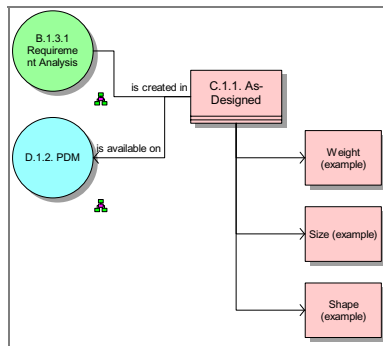 B.1.3.1
Requireme
nt Analysis
is created in
C.1.1. As-
Designed
D.1.2. PDM
is available on
Weight
(example)
Size (example)
Shape
(example)